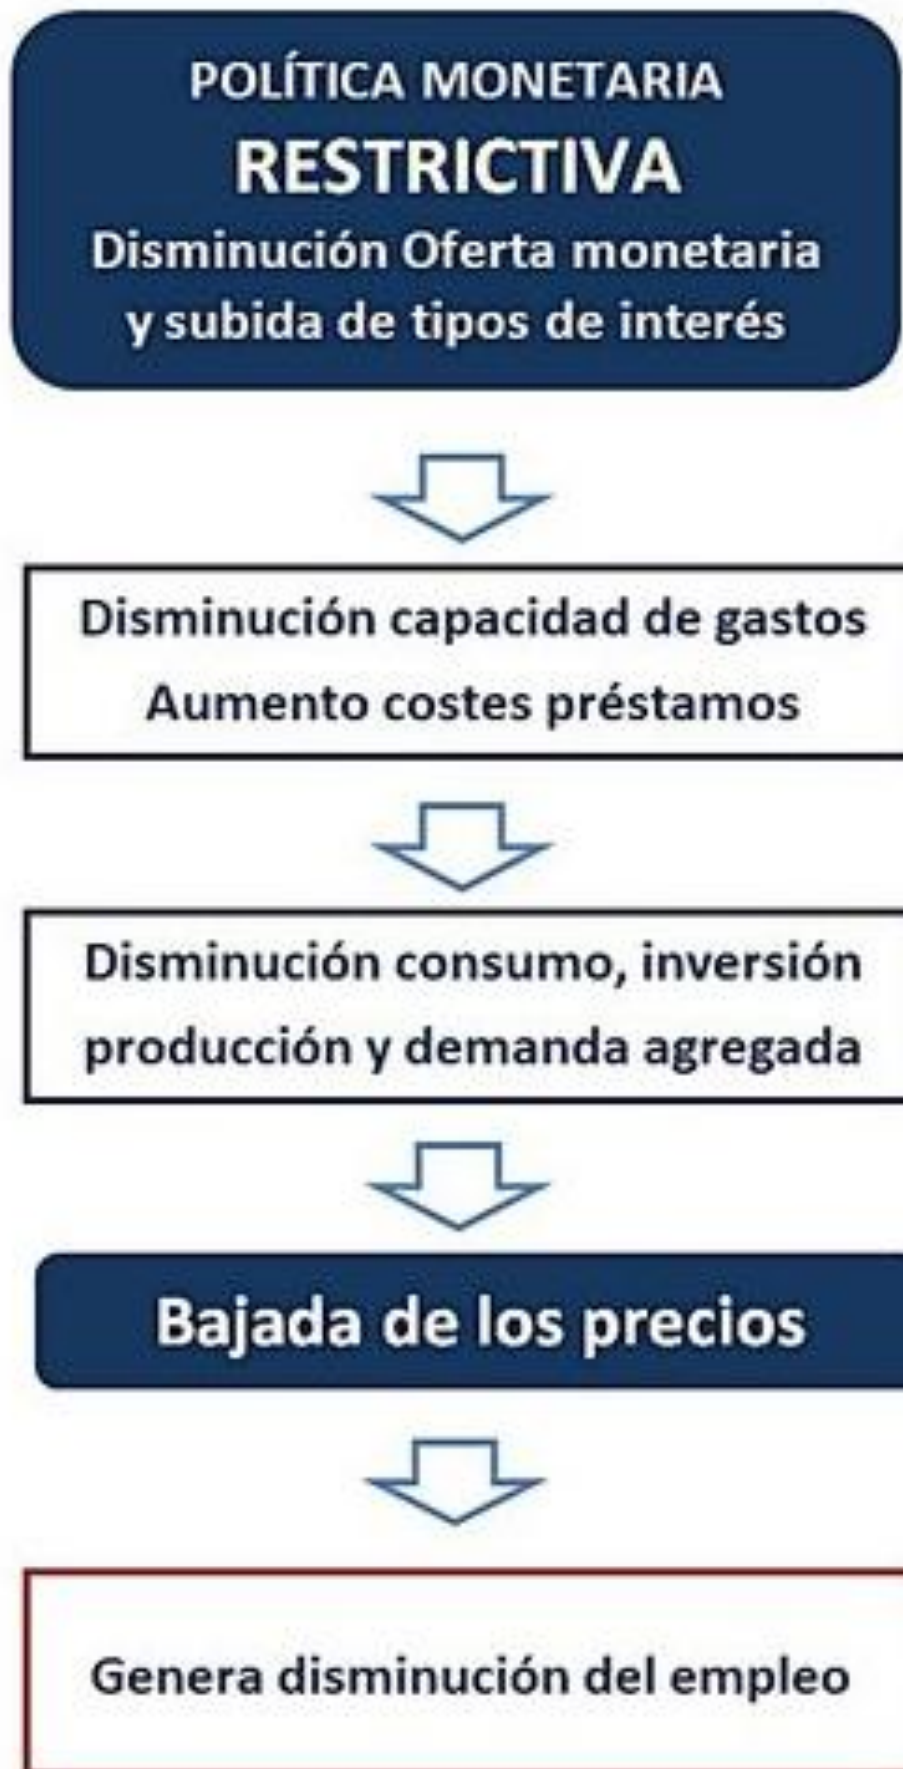 POLÍTICA MONETARIA
RESTRICTIVA
Disminución Oferta monetaria
y subida de tipos de interés
Disminución capacidad de gastos
Aumento costes préstamos
Disminución consumo, inversión
producción y demanda agregada
Bajada de los precios
Genera disminución del empleo